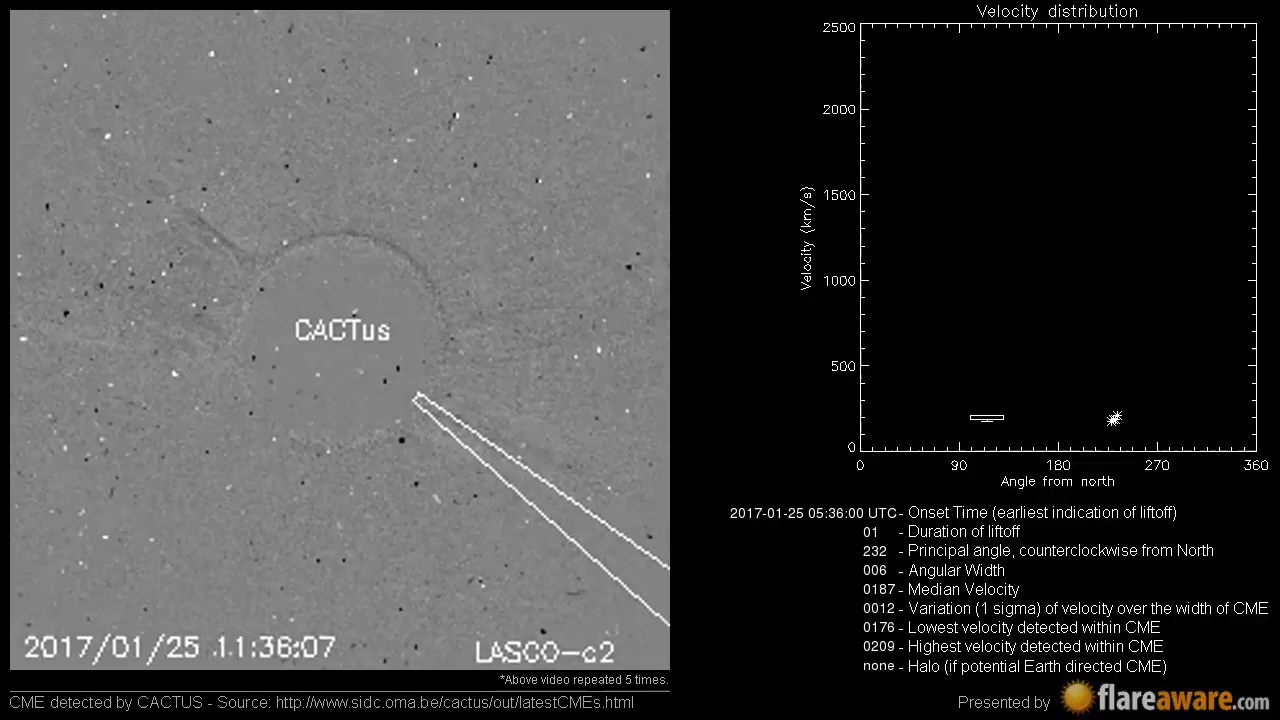 CACTus
2017/01/25 11:36:07
LASCO-c2
*Above video repeated 5 times.
CME detected by CACTUS - Source: http://www.sidc.oma.be/cactus/out/latestCMEs.html
Velocity distribution
2500
2000
1500
1000
500
0
Velocity (km/s)
0 90 180 270 360
Angle from north
2017-01-25 05:36:00 UTC - Onset Time (earliest indication of liftoff)
01 - Duration of liftoff
232 - Principal angle, counterclockwise from North
006 - Angular Width
0187 - Median Velocity
0012 - Variation (1 sigma) of velocity over the width of CME
0176 - Lowest velocity detected within CME
0209 - Highest velocity detected within CME
none - Halo (if potential Earth directed CME)
Presented by flareaware.com